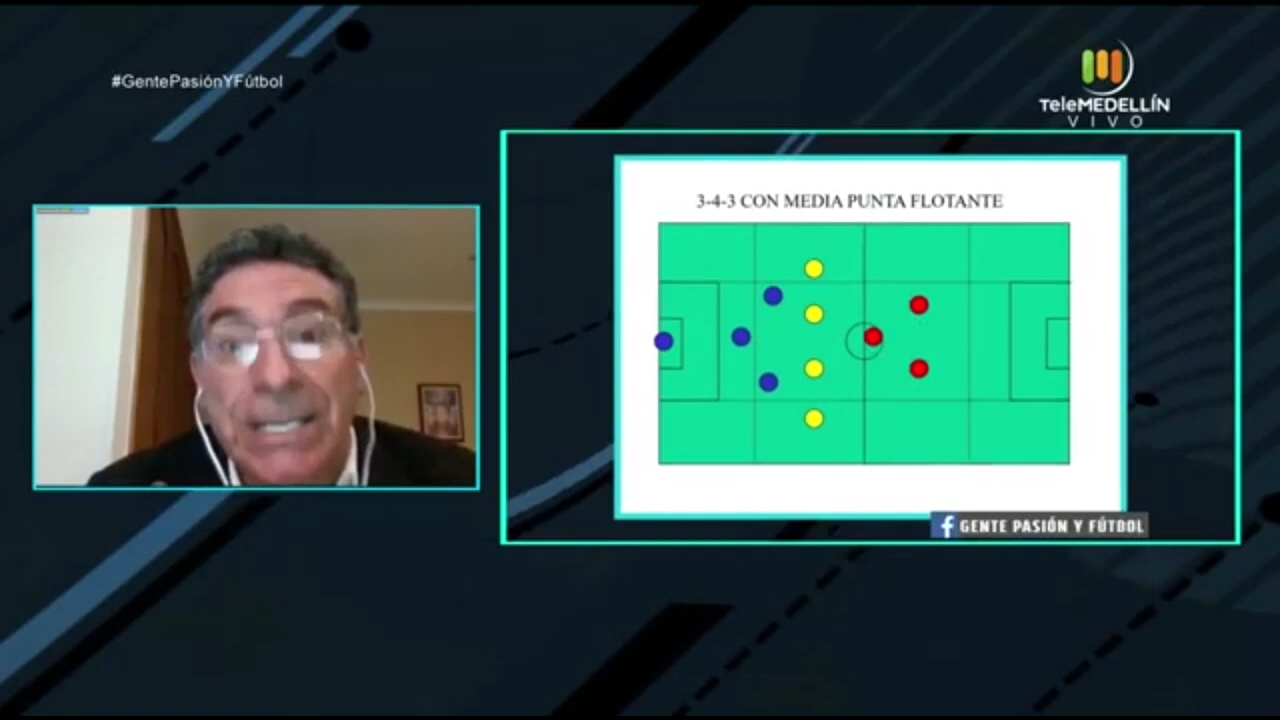 #GentePasiónYFútbol
TeleMEDELLÍN
VIVO
3-4-3 CON MEDIA PUNTA FLOTANTE
GENTE PASIÓN Y FÚTBOL